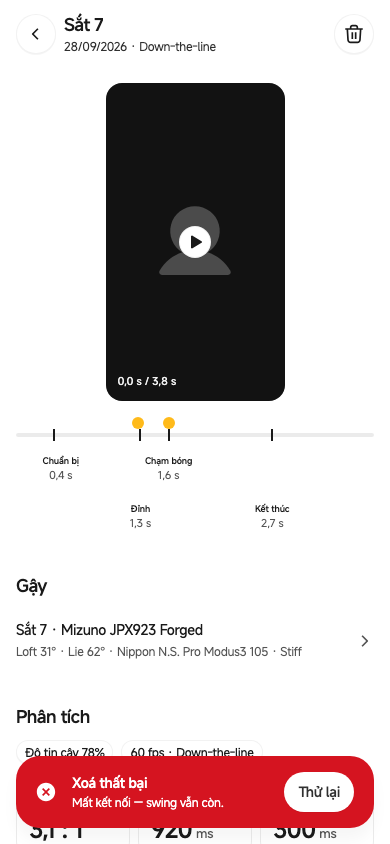 Sắt 7
28/09/2026 · Down-the-line
0,0 s / 3,8 s
Chuẩn bị
0,4 s
Chạm bóng
1,6 s
Đỉnh
1,3 s
Kết thúc
2,7 s
Gậy
Sắt 7 · Mizuno JPX923 Forged
Loft 31° · Lie 62° · Nippon N.S. Pro Modus3 105 · Stiff
Phân tích
Độ tin cậy 78%
60 fps · Down-the-line
Xoá thất bại
Mất kết nối — swing vẫn còn.
Thử lại
3,1 : 1
920 ms
300 ms